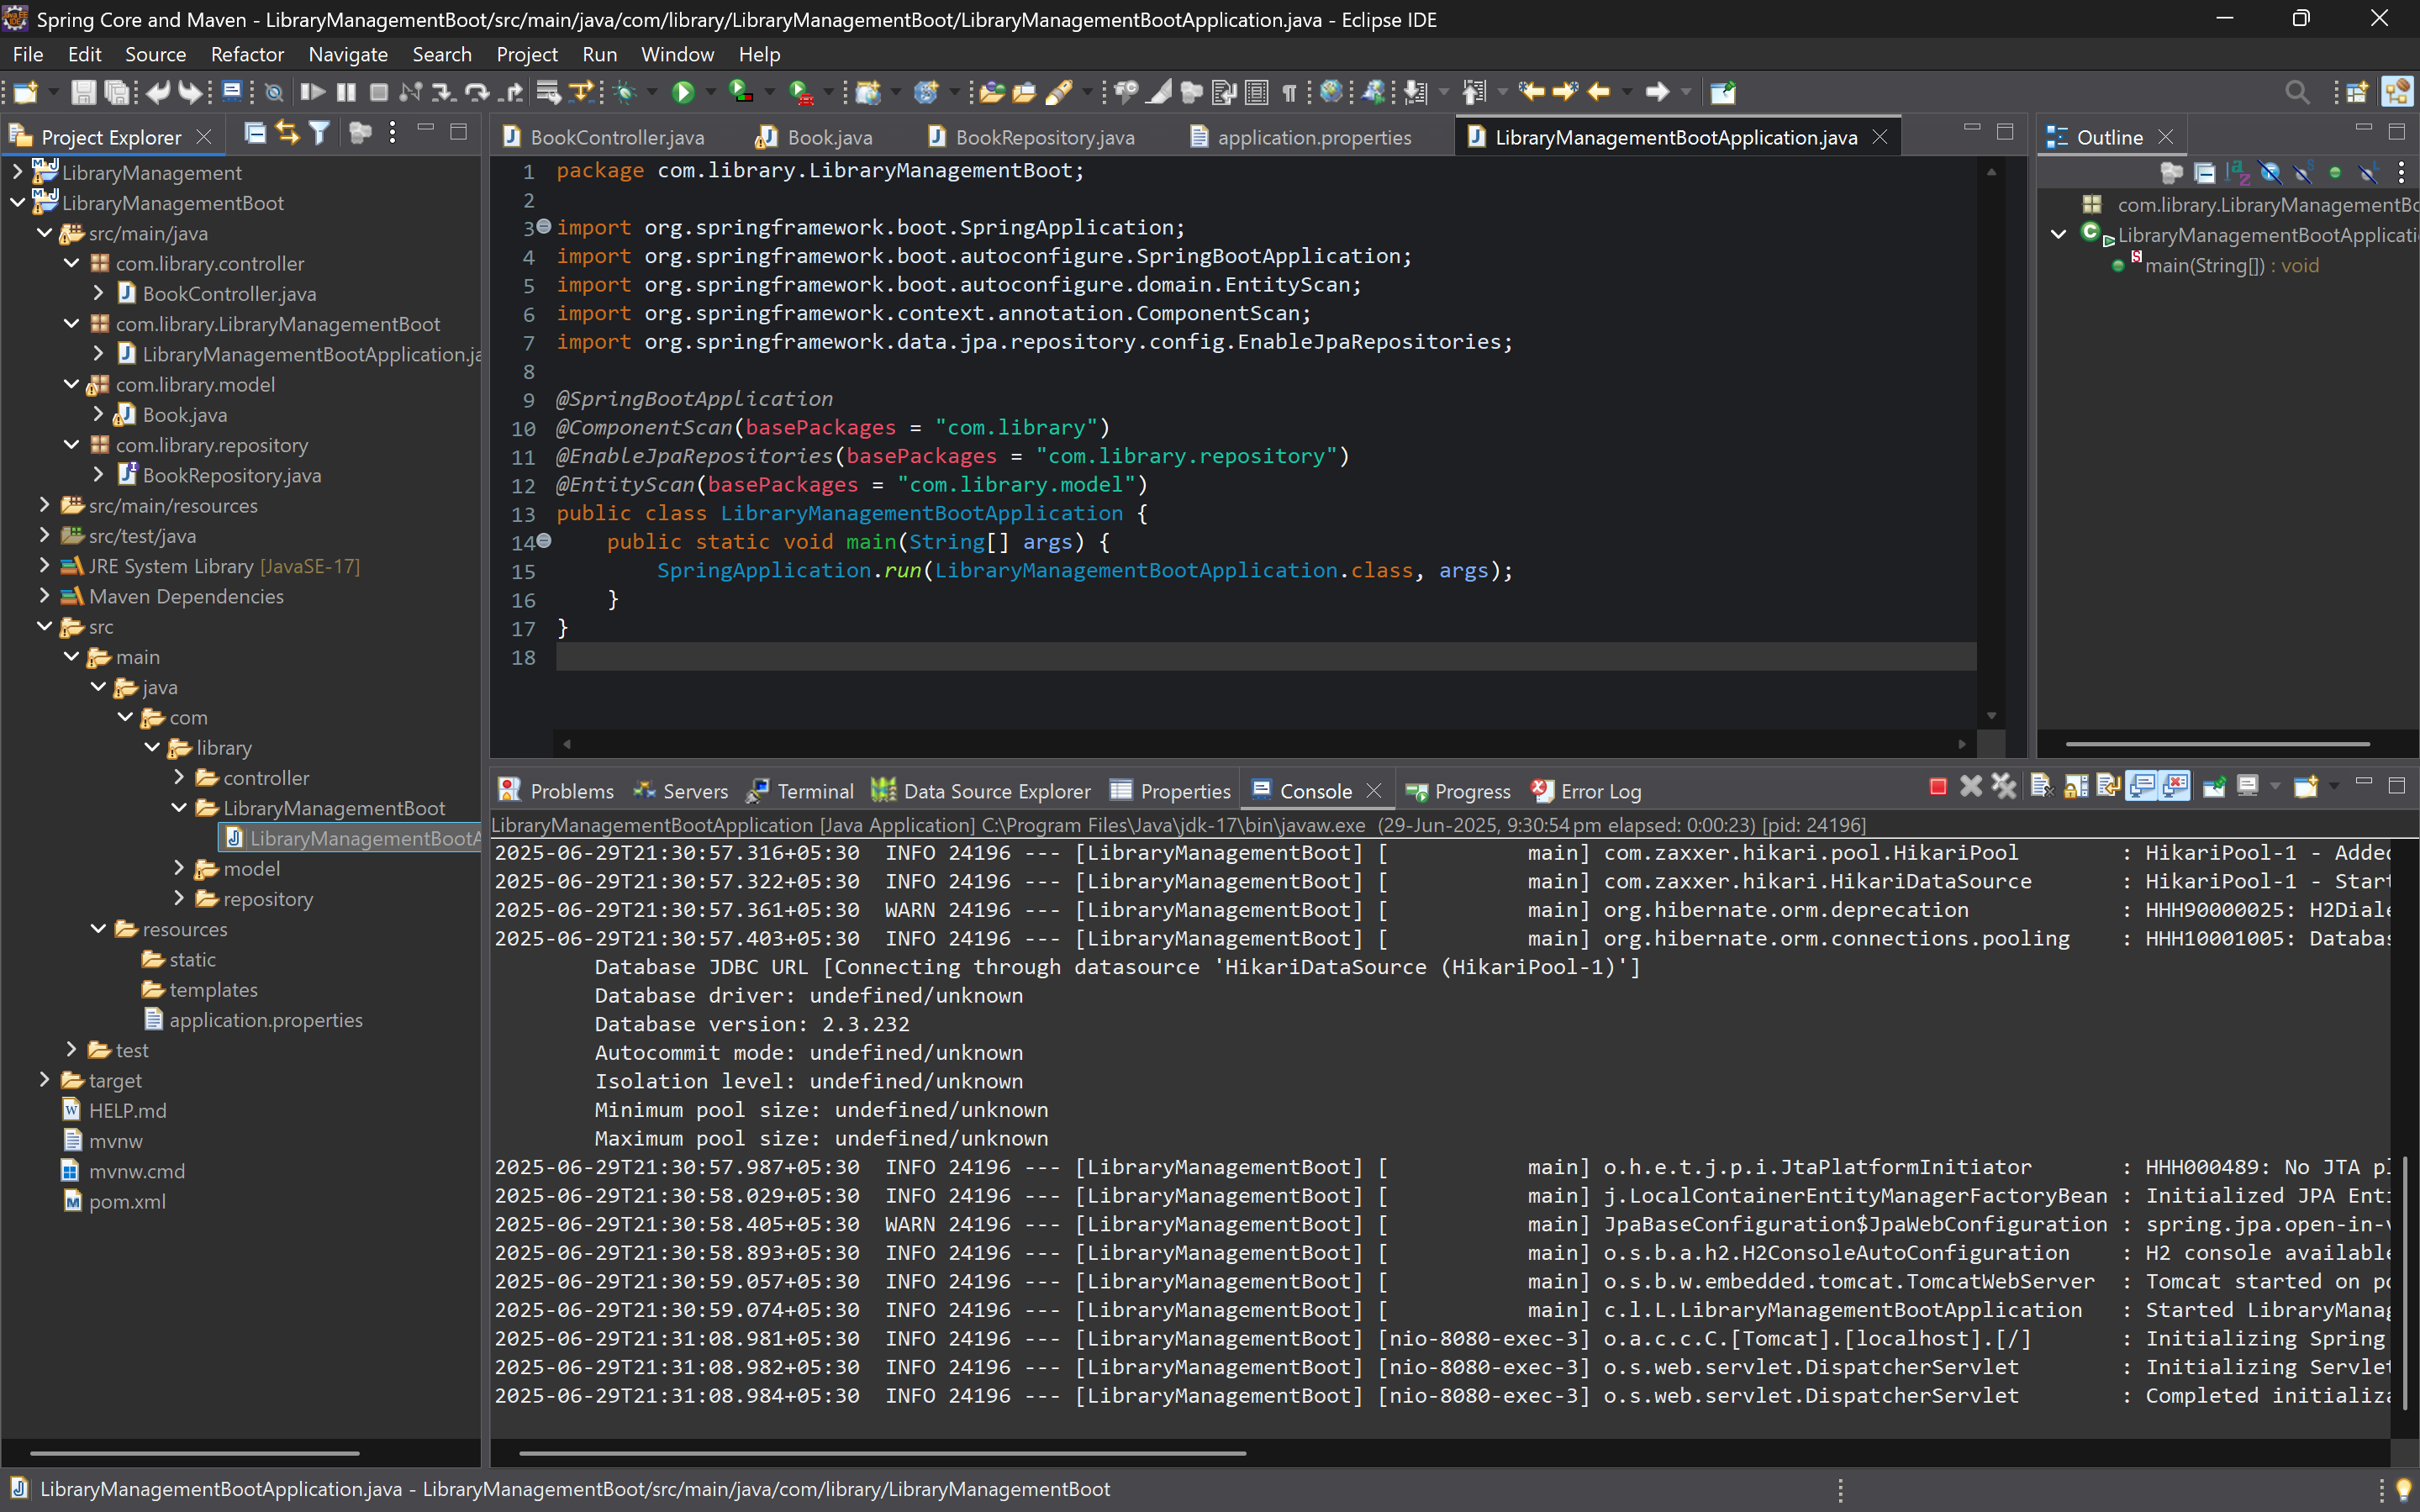 Spring Core and Maven - LibraryManagementBoot/src/main/java/com/library/LibraryManagementBoot/LibraryManagementBootApplication.java - Eclipse IDE
File Edit Source Refactor Navigate Search Project Run Window Help
Project Explorer
LibraryManagement
LibraryManagementBoot
src/main/java
com.library.controller
BookController.java
com.library.LibraryManagementBoot
LibraryManagementBootApplication.ja
com.library.model
Book.java
com.library.repository
BookRepository.java
src/main/resources
src/test/java
JRE System Library [JavaSE-17]
Maven Dependencies
src
main
java
com
library
controller
LibraryManagementBoot
LibraryManagementBootA
model
repository
resources
static
templates
application.properties
test
target
HELP.md
mvnw
mvnw.cmd
pom.xml
BookController.java Book.java BookRepository.java application.properties LibraryManagementBootApplication.java
1 package com.library.LibraryManagementBoot;
2
3 import org.springframework.boot.SpringApplication;
4 import org.springframework.boot.autoconfigure.SpringBootApplication;
5 import org.springframework.boot.autoconfigure.domain.EntityScan;
6 import org.springframework.context.annotation.ComponentScan;
7 import org.springframework.data.jpa.repository.config.EnableJpaRepositories;
8
9 @SpringBootApplication
10 @ComponentScan(basePackages = "com.library")
11 @EnableJpaRepositories(basePackages = "com.library.repository")
12 @EntityScan(basePackages = "com.library.model")
13 public class LibraryManagementBootApplication {
14 public static void main(String[] args) {
15 SpringApplication.run(LibraryManagementBootApplication.class, args);
16 }
17 }
18
Outline
com.library.LibraryManagementBo
LibraryManagementBootApplicati
main(String[]) : void
Problems Servers Terminal Data Source Explorer Properties Console Progress Error Log
LibraryManagementBootApplication [Java Application] C:\Program Files\Java\jdk-17\bin\javaw.exe (29-Jun-2025, 9:30:54 pm elapsed: 0:00:23) [pid: 24196]
2025-06-29T21:30:57.316+05:30 INFO 24196 --- [LibraryManagementBoot] [ main] com.zaxxer.hikari.pool.HikariPool : HikariPool-1 - Added
2025-06-29T21:30:57.322+05:30 INFO 24196 --- [LibraryManagementBoot] [ main] com.zaxxer.hikari.HikariDataSource : HikariPool-1 - Start
2025-06-29T21:30:57.361+05:30 WARN 24196 --- [LibraryManagementBoot] [ main] org.hibernate.orm.deprecation : HHH90000025: H2Diale
2025-06-29T21:30:57.403+05:30 INFO 24196 --- [LibraryManagementBoot] [ main] org.hibernate.orm.connections.pooling : HHH10001005: Databas
Database JDBC URL [Connecting through datasource 'HikariDataSource (HikariPool-1)']
Database driver: undefined/unknown
Database version: 2.3.232
Autocommit mode: undefined/unknown
Isolation level: undefined/unknown
Minimum pool size: undefined/unknown
Maximum pool size: undefined/unknown
2025-06-29T21:30:57.987+05:30 INFO 24196 --- [LibraryManagementBoot] [ main] o.h.e.t.j.p.i.JtaPlatformInitiator : HHH000489: No JTA pl
2025-06-29T21:30:58.029+05:30 INFO 24196 --- [LibraryManagementBoot] [ main] j.LocalContainerEntityManagerFactoryBean : Initialized JPA Enti
2025-06-29T21:30:58.405+05:30 WARN 24196 --- [LibraryManagementBoot] [ main] JpaBaseConfiguration$JpaWebConfiguration : spring.jpa.open-in-v
2025-06-29T21:30:58.893+05:30 INFO 24196 --- [LibraryManagementBoot] [ main] o.s.b.a.h2.H2ConsoleAutoConfiguration : H2 console available
2025-06-29T21:30:59.057+05:30 INFO 24196 --- [LibraryManagementBoot] [ main] o.s.b.w.embedded.tomcat.TomcatWebServer : Tomcat started on po
2025-06-29T21:30:59.074+05:30 INFO 24196 --- [LibraryManagementBoot] [ main] c.l.L.LibraryManagementBootApplication : Started LibraryManag
2025-06-29T21:31:08.981+05:30 INFO 24196 --- [LibraryManagementBoot] [nio-8080-exec-3] o.a.c.c.C.[Tomcat].[localhost].[/] : Initializing Spring
2025-06-29T21:31:08.982+05:30 INFO 24196 --- [LibraryManagementBoot] [nio-8080-exec-3] o.s.web.servlet.DispatcherServlet : Initializing Servlet
2025-06-29T21:31:08.984+05:30 INFO 24196 --- [LibraryManagementBoot] [nio-8080-exec-3] o.s.web.servlet.DispatcherServlet : Completed initializa
LibraryManagementBootApplication.java - LibraryManagementBoot/src/main/java/com/library/LibraryManagementBoot